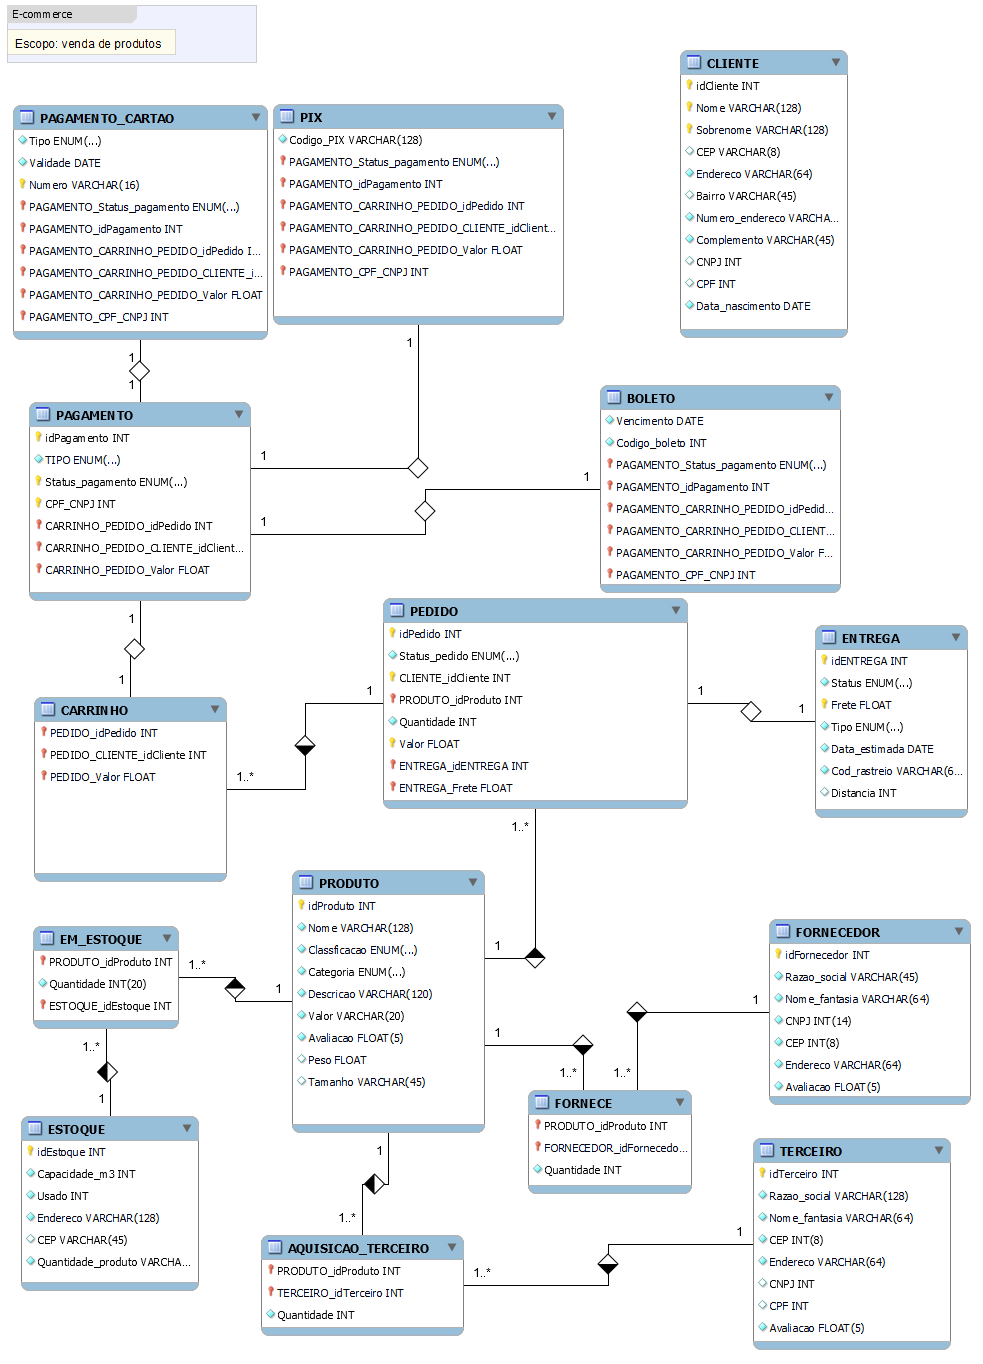 E-commerce
Escopo: venda de produtos
CLIENTE
idCliente INT
Nome VARCHAR(128)
Sobrenome VARCHAR(128)
CEP VARCHAR(8)
Endereco VARCHAR(64)
Bairro VARCHAR(45)
Numero_endereco VARCHA...
Complemento VARCHAR(45)
CNPJ INT
CPF INT
Data_nascimento DATE
PAGAMENTO_CARTAO
Tipo ENUM(...)
Validade DATE
Numero VARCHAR(16)
PAGAMENTO_Status_pagamento ENUM(...)
PAGAMENTO_idPagamento INT
PAGAMENTO_CARRINHO_PEDIDO_idPedido I...
PAGAMENTO_CARRINHO_PEDIDO_CLIENTE_i...
PAGAMENTO_CARRINHO_PEDIDO_Valor FLOAT
PAGAMENTO_CPF_CNPJ INT
PIX
Codigo_PIX VARCHAR(128)
PAGAMENTO_Status_pagamento ENUM(...)
PAGAMENTO_idPagamento INT
PAGAMENTO_CARRINHO_PEDIDO_idPedido INT
PAGAMENTO_CARRINHO_PEDIDO_CLIENTE_idClient...
PAGAMENTO_CARRINHO_PEDIDO_Valor FLOAT
PAGAMENTO_CPF_CNPJ INT
1
1
1
1
1
1
PAGAMENTO
idPagamento INT
TIPO ENUM(...)
Status_pagamento ENUM(...)
CPF_CNPJ INT
CARRINHO_PEDIDO_idPedido INT
CARRINHO_PEDIDO_CLIENTE_idClient...
CARRINHO_PEDIDO_Valor FLOAT
BOLETO
Vencimento DATE
Codigo_boleto INT
PAGAMENTO_Status_pagamento ENUM(...)
PAGAMENTO_idPagamento INT
PAGAMENTO_CARRINHO_PEDIDO_idPedid...
PAGAMENTO_CARRINHO_PEDIDO_CLIENT...
PAGAMENTO_CARRINHO_PEDIDO_Valor F...
PAGAMENTO_CPF_CNPJ INT
1
1
PEDIDO
idPedido INT
Status_pedido ENUM(...)
CLIENTE_idCliente INT
PRODUTO_idProduto INT
Quantidade INT
Valor FLOAT
ENTREGA_idENTREGA INT
ENTREGA_Frete FLOAT
1
1
ENTREGA
idENTREGA INT
Status ENUM(...)
Frete FLOAT
Tipo ENUM(...)
Data_estimada DATE
Cod_rastreio VARCHAR(6...
Distancia INT
CARRINHO
PEDIDO_idPedido INT
PEDIDO_CLIENTE_idCliente INT
PEDIDO_Valor FLOAT
1
1..*
1..*
1
PRODUTO
idProduto INT
Nome VARCHAR(128)
Classficacao ENUM(...)
Categoria ENUM(...)
Descricao VARCHAR(120)
Valor VARCHAR(20)
Avaliacao FLOAT(5)
Peso FLOAT
Tamanho VARCHAR(45)
EM_ESTOQUE
PRODUTO_idProduto INT
Quantidade INT(20)
ESTOQUE_idEstoque INT
1..*
1
1..*
1
ESTOQUE
idEstoque INT
Capacidade_m3 INT
Usado INT
Endereco VARCHAR(128)
CEP VARCHAR(45)
Quantidade_produto VARCHA...
FORNECEDOR
idFornecedor INT
Razao_social VARCHAR(45)
Nome_fantasia VARCHAR(64)
CNPJ INT(14)
CEP INT(8)
Endereco VARCHAR(64)
Avaliacao FLOAT(5)
1
1
1..*
1..*
FORNECE
PRODUTO_idProduto INT
FORNECEDOR_idFornecedo...
Quantidade INT
1
1..*
AQUISICAO_TERCEIRO
PRODUTO_idProduto INT
TERCEIRO_idTerceiro INT
Quantidade INT
1..*
1
TERCEIRO
idTerceiro INT
Razao_social VARCHAR(128)
Nome_fantasia VARCHAR(64)
CEP INT(8)
Endereco VARCHAR(64)
CNPJ INT
CPF INT
Avaliacao FLOAT(5)